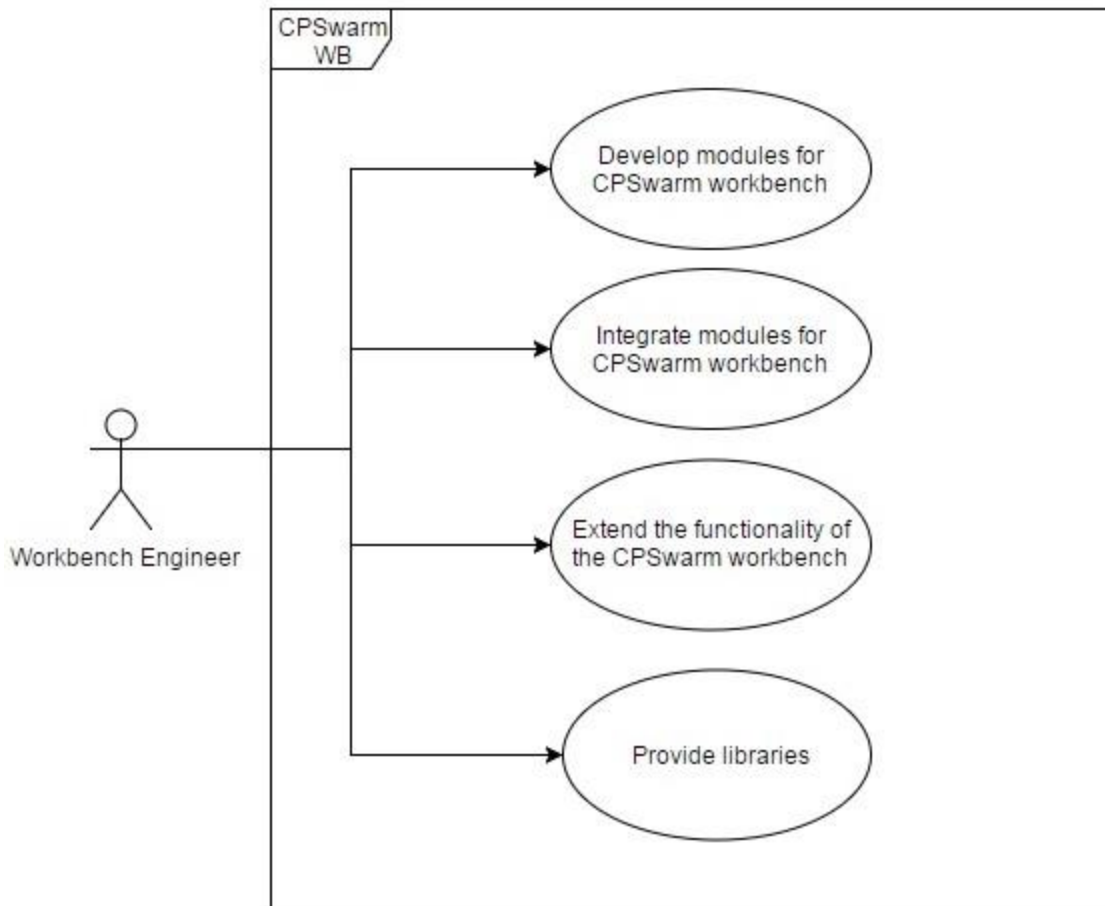 CPSwarm
WB
Develop modules for
CPSwarm workbench
Integrate modules for
CPSwarm workbench
Extend the functionality of
the CPSwarm workbench
Workbench Engineer
Provide libraries